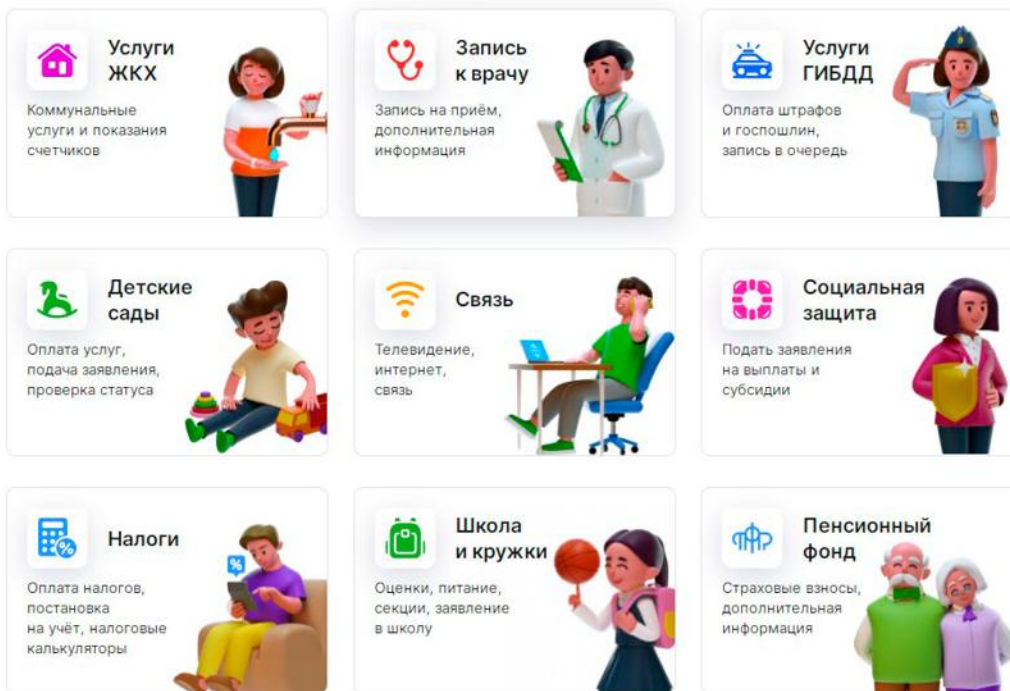 Услуги
ЖКХ
Коммунальные
услуги и показания
счетчиков
Запись
к врачу
Запись на приём,
дополнительная
информация
Услуги
ГИБДД
Оплата штрафов
и госпошлин,
запись в очередь
Детские
сады
Оплата услуг,
подача заявления,
проверка статуса
Связь
Телевидение,
интернет,
связь
Социальная
защита
Подать заявления
на выплаты и
субсидии
Налоги
%
%
Оплата налогов,
постановка
на учёт, налоговые
калькуляторы
Школа
и кружки
Оценки, питание,
секции, заявление
в школу
Пенсионный
фонд
Страховые взносы,
дополнительная
информация